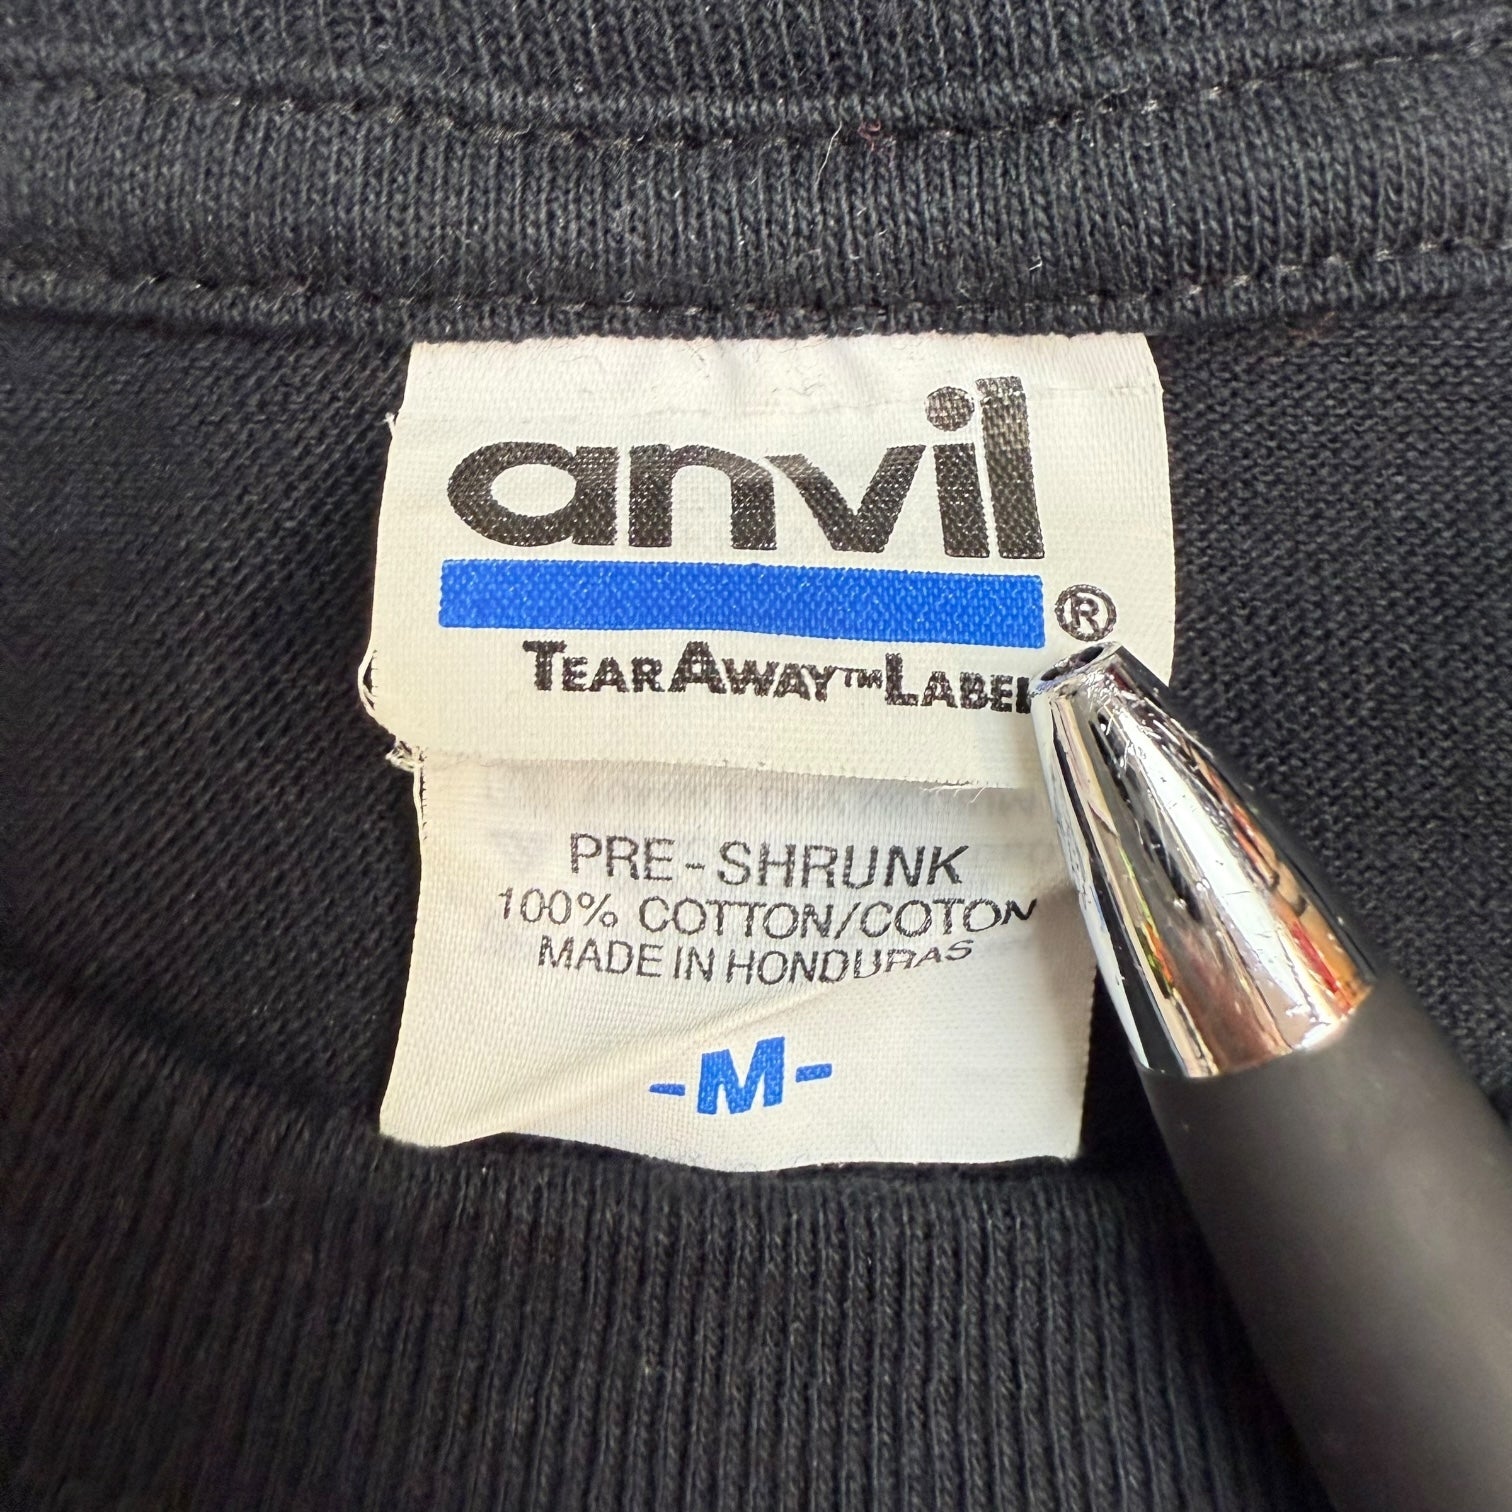 anvil
®
TEARAWAY™LABEL
PRE-SHRUNK
100% COTTON/COTON
MADE IN HONDURAS
-M-